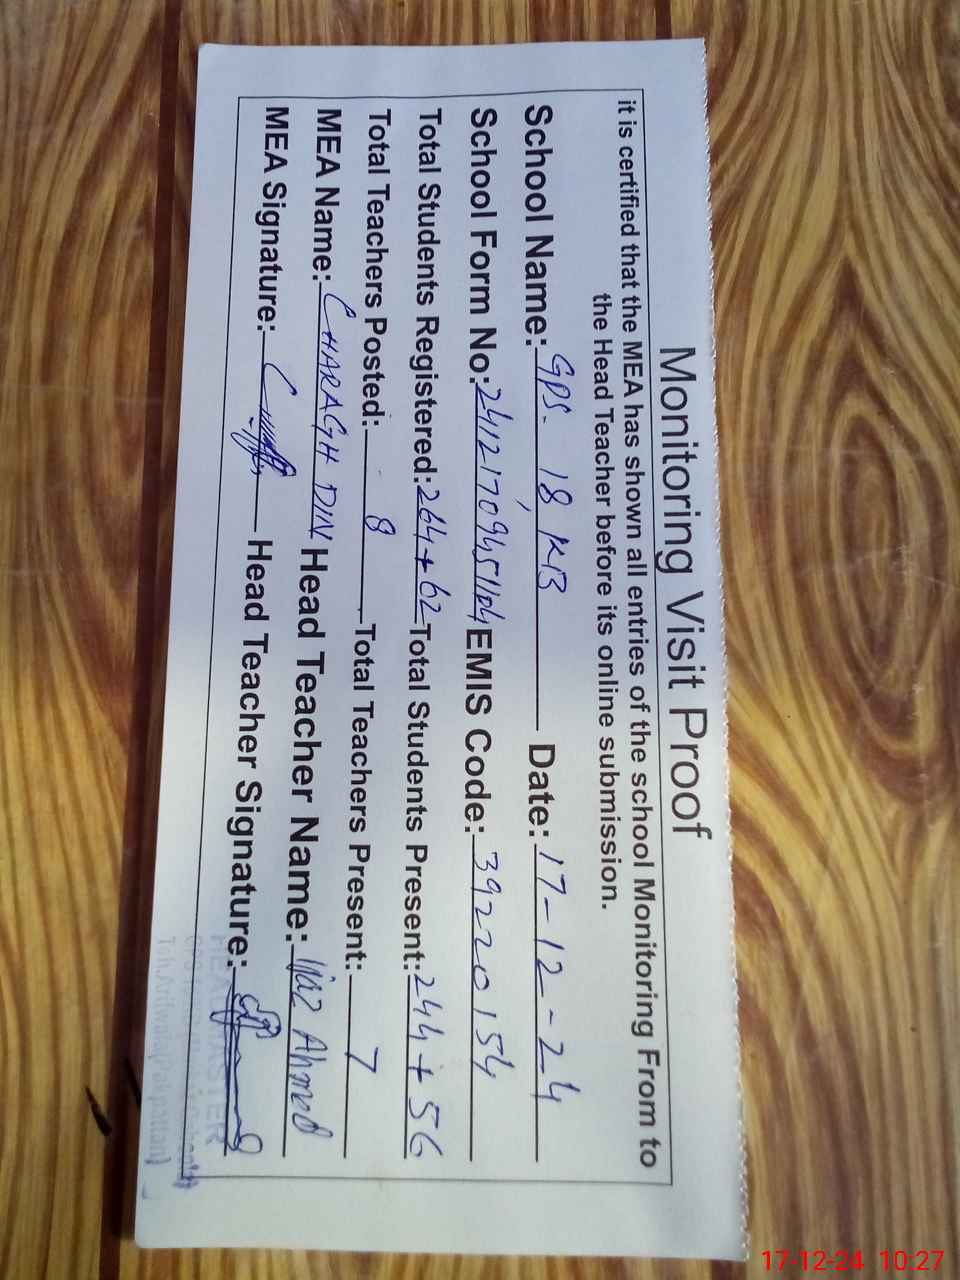 Monitoring Visit Proof
it is certified that the MEA has shown all entries of the school Monitoring From to
the Head Teacher before its online submission.
School Name: GPS. 18 KB Date: 17-12-24
School Form No: 24121709451104 EMIS Code: 39220154
Total Students Registered: 264+62 Total Students Present: 244+56
Total Teachers Posted: 8 Total Teachers Present: 7
MEA Name: CHARAGH DIN Head Teacher Name: Ahmed
MEA Signature: Head Teacher Signature:
HEADMASTER
17-12-24 10:27